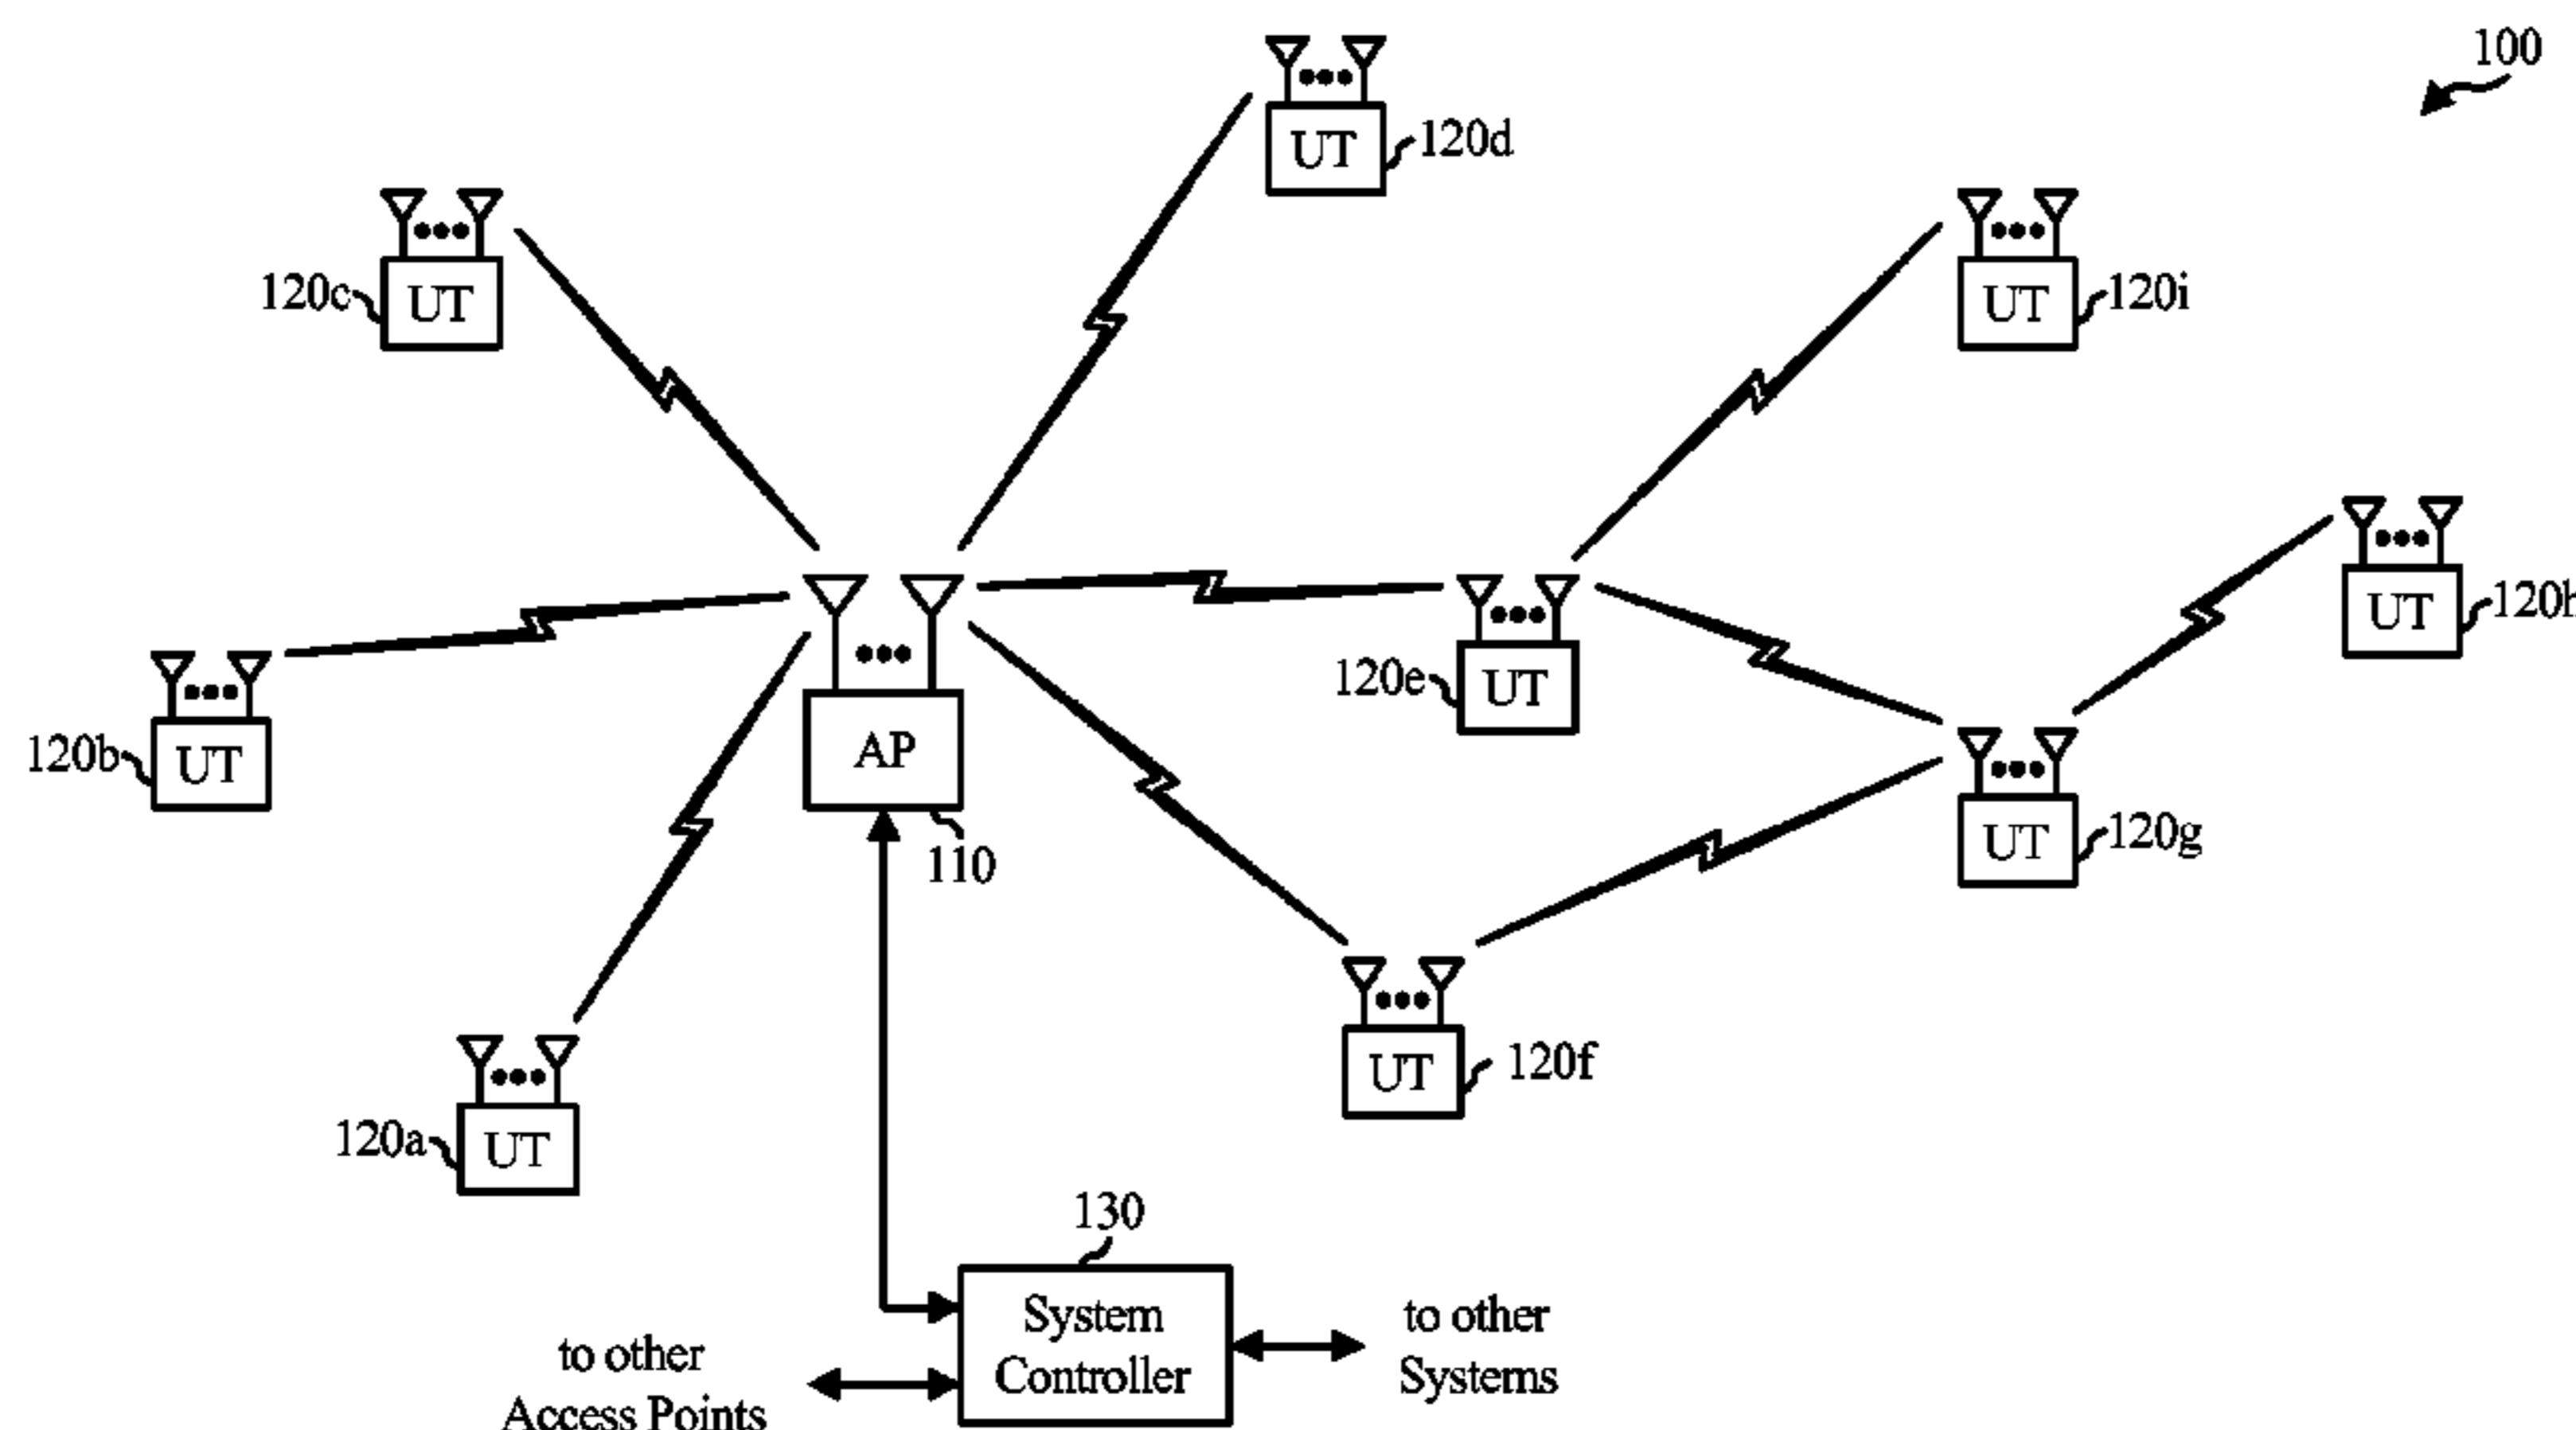 100
UT
120d
120c
UT
UT
120i
UT
120h
120b
UT
AP
120e
UT
110
UT
120g
UT
120f
120a
UT
130
System
Controller
to other
Systems
to other
Access Points